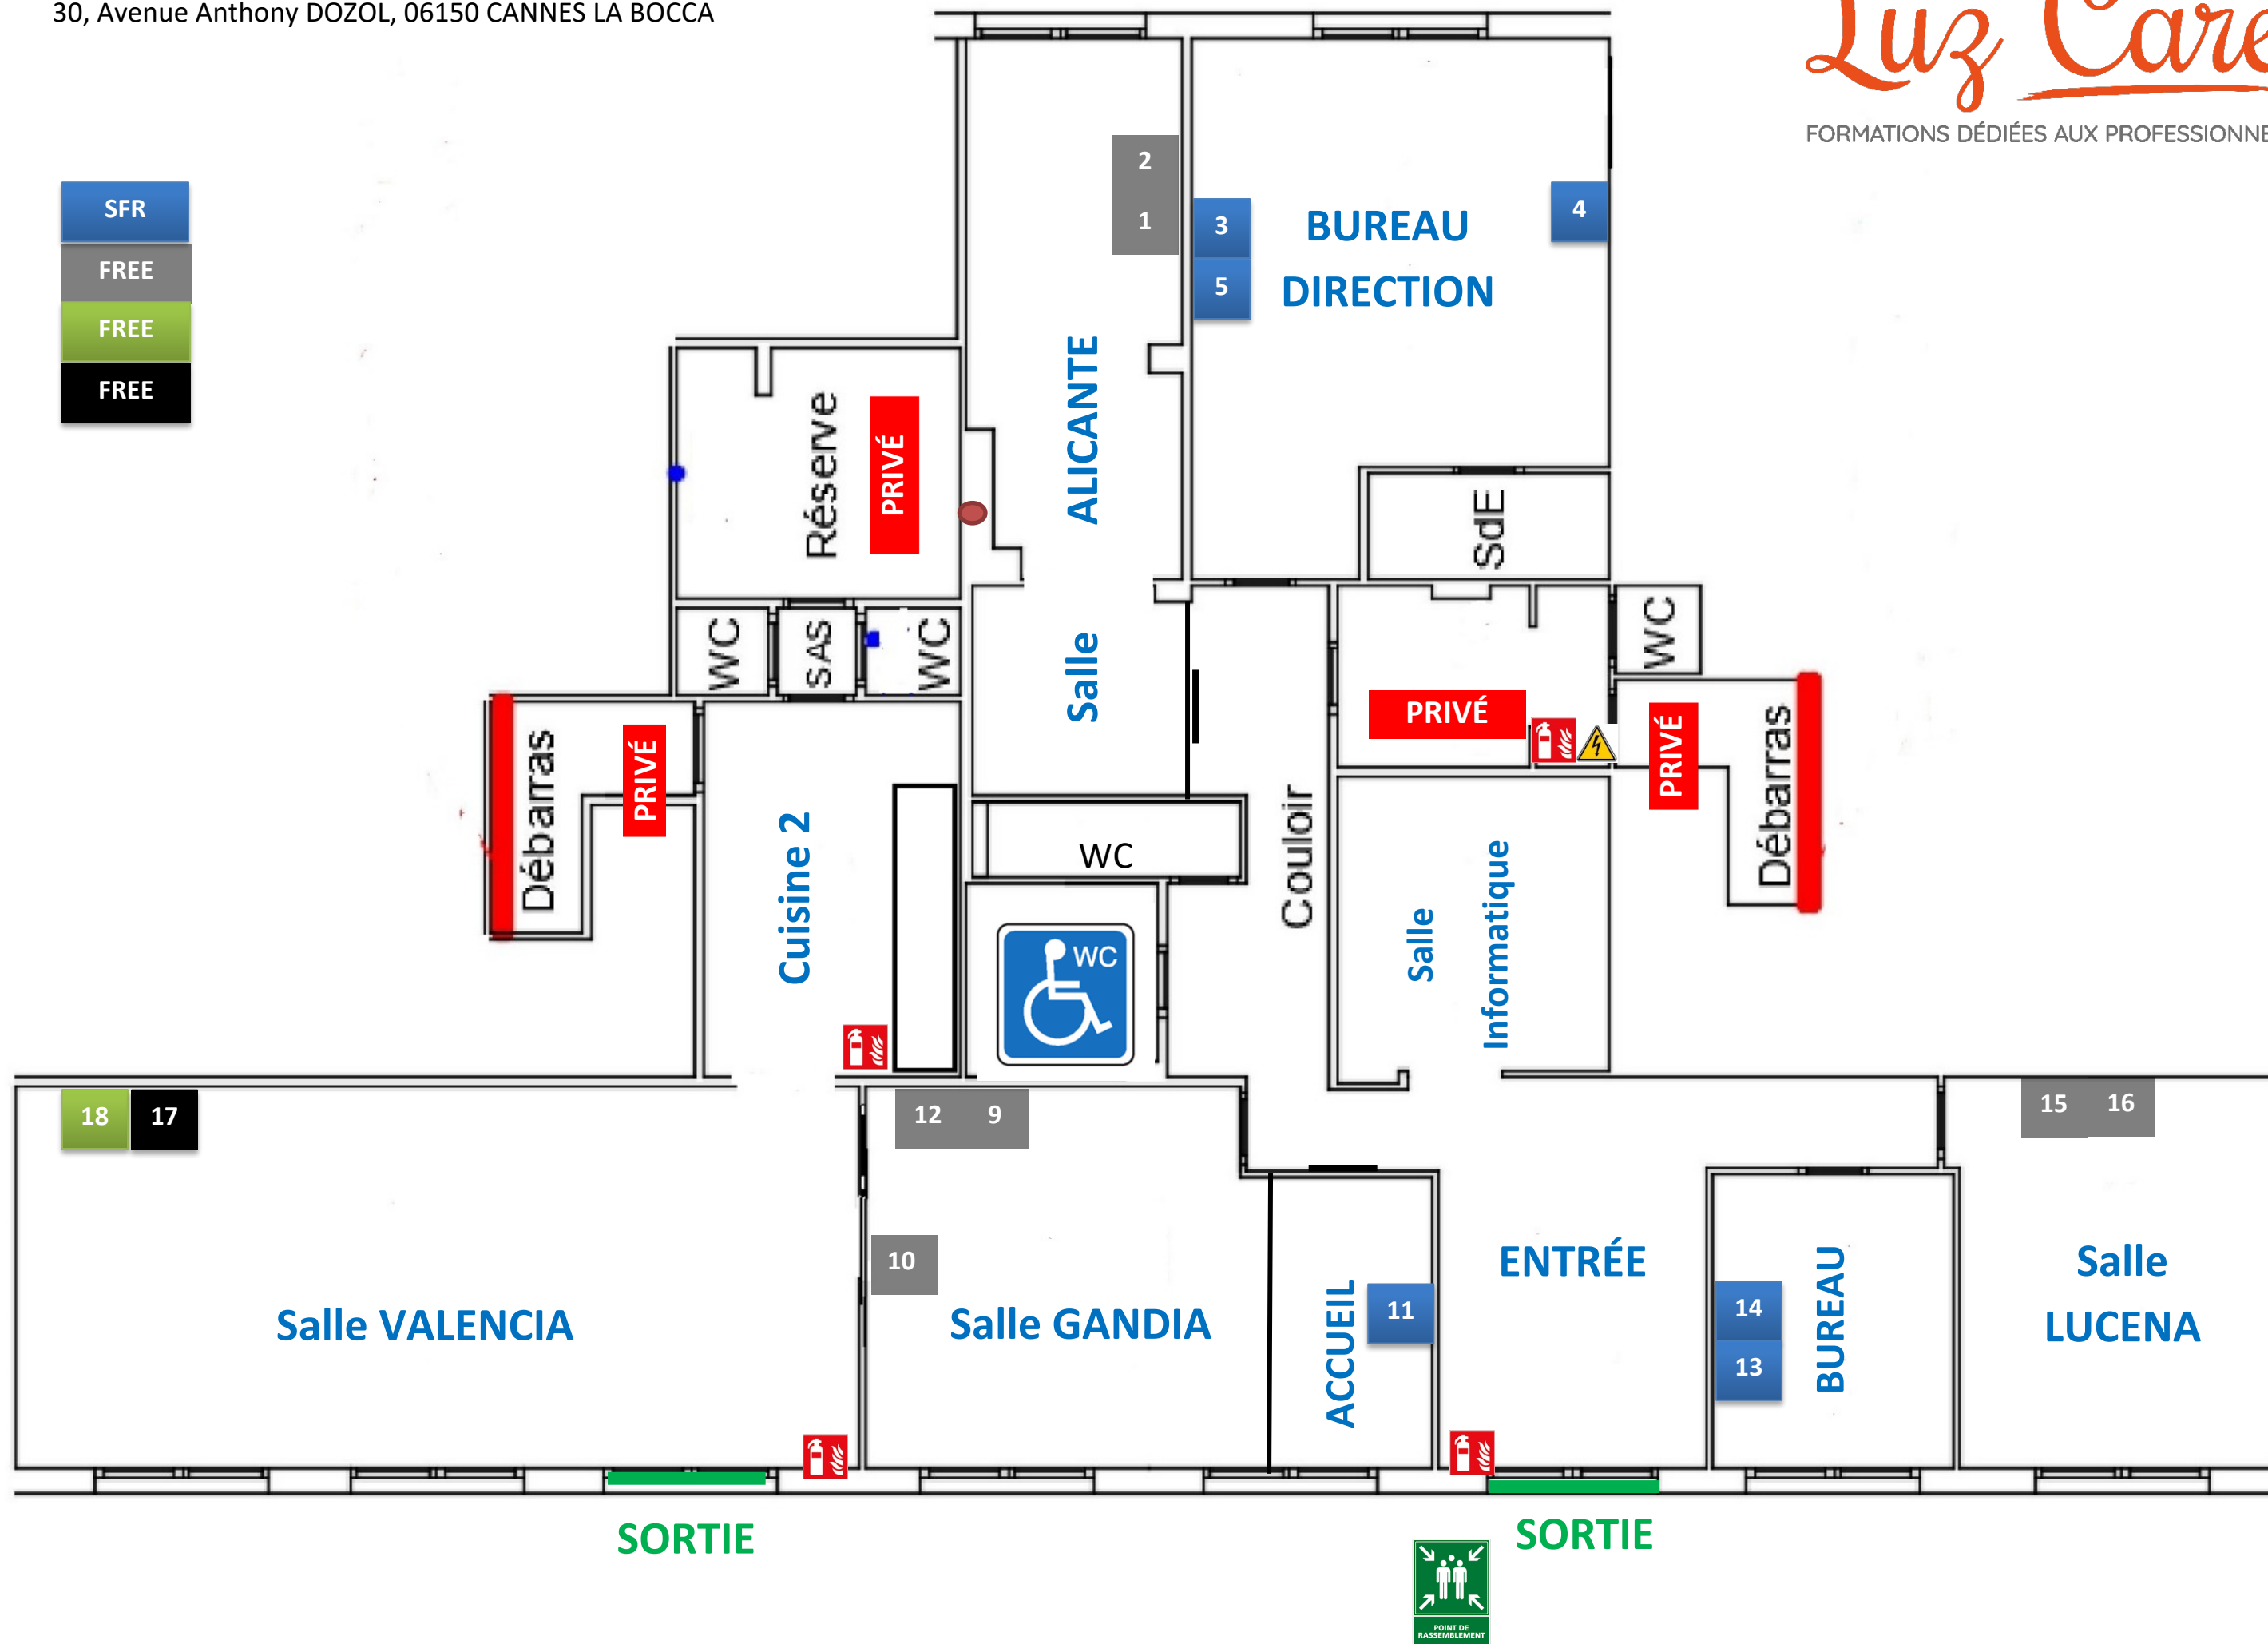 30, Avenue Anthony DOZOL, 06150 CANNES LA BOCCA
Luz Care
FORMATIONS DÉDIÉES AUX PROFESSIONNE
SFR
FREE
FREE
FREE
2
1
3
5
4
BUREAU
DIRECTION
Salle ALICANTE
Réserve
PRIVÉ
SdE
WC
SAS
WC
WC
Débarras
PRIVÉ
PRIVÉ
PRIVÉ
Débarras
Cuisine 2
WC
Couloir
WC
Salle
Informatique
18
17
12
9
15
16
10
Salle VALENCIA
Salle GANDIA
ACCUEIL
11
ENTRÉE
14
13
BUREAU
Salle
LUCENA
SORTIE
SORTIE
POINT DE
RASSEMBLEMENT